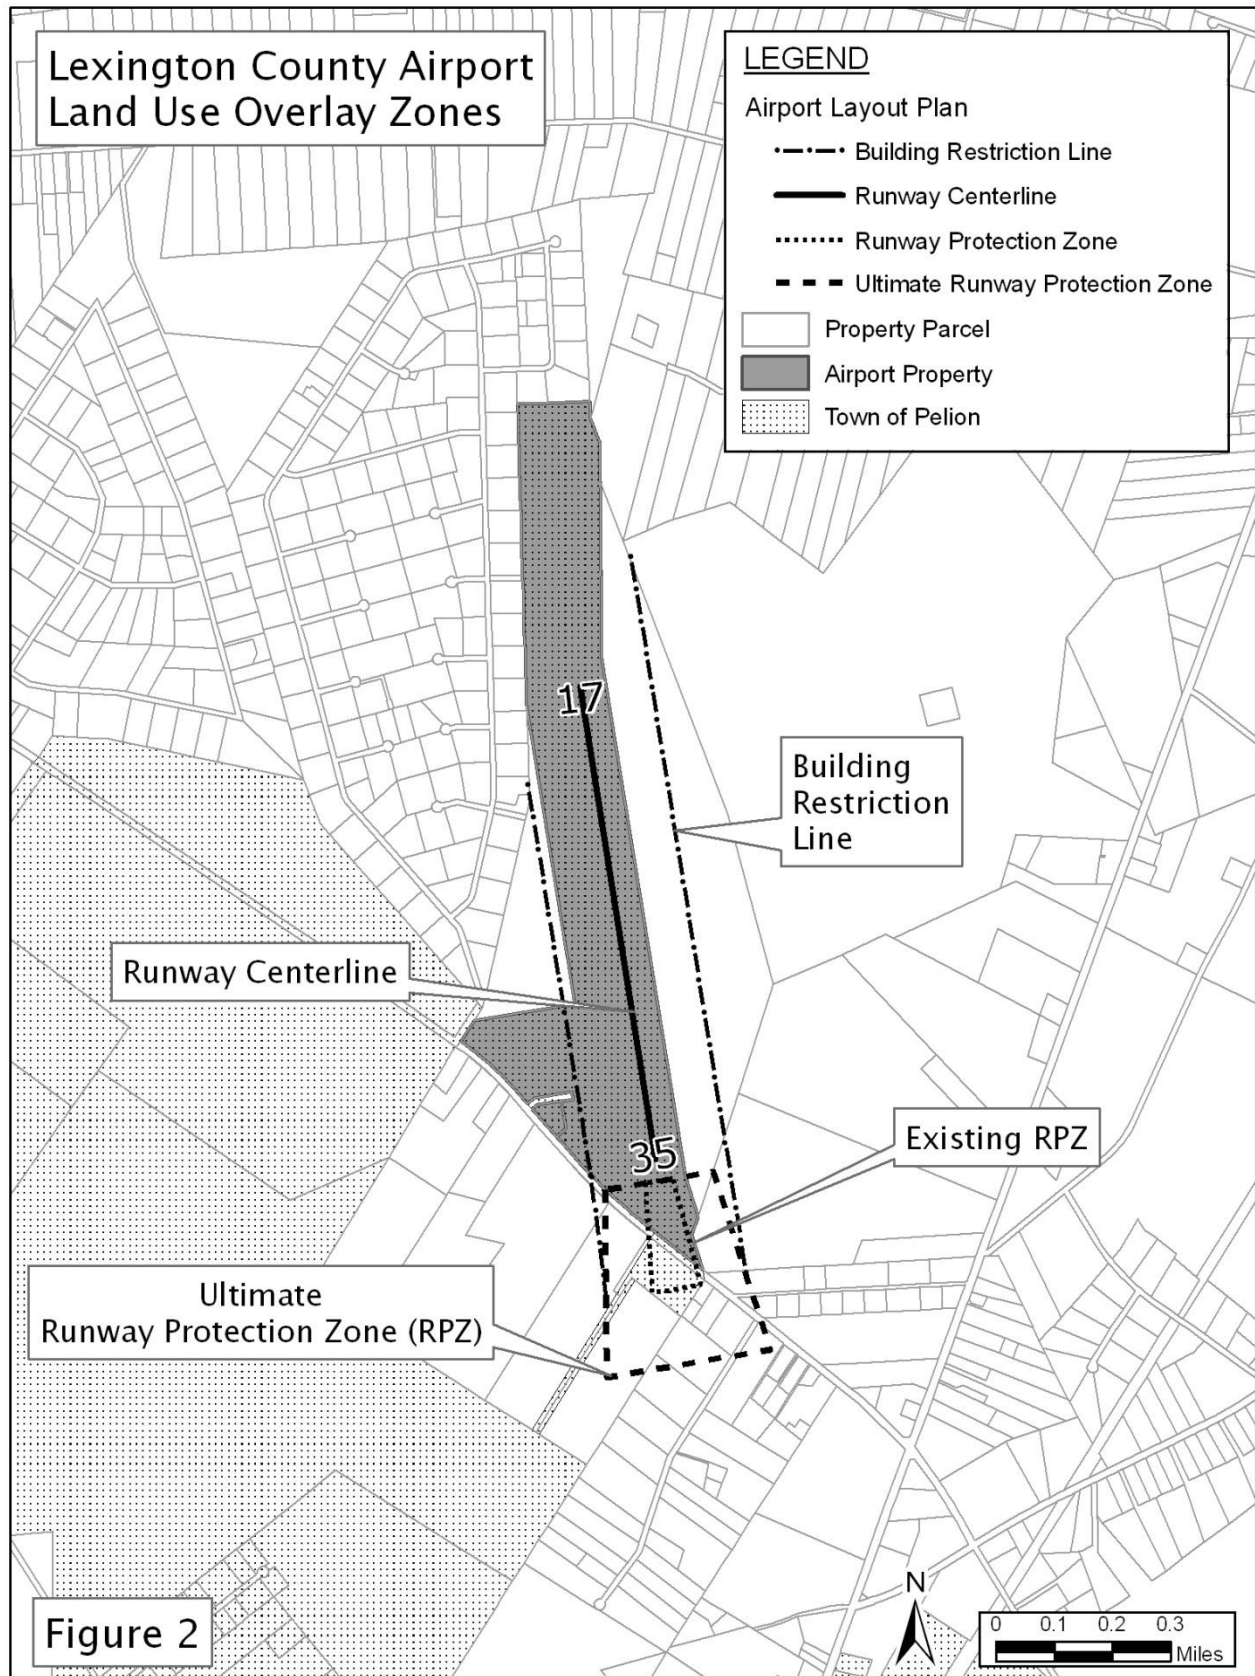 Lexington County Airport
Land Use Overlay Zones
LEGEND
Airport Layout Plan
Building Restriction Line
Runway Centerline
Runway Protection Zone
Ultimate Runway Protection Zone
Property Parcel
Airport Property
Town of Pelion
17
Building
Restriction
Line
Runway Centerline
35
Existing RPZ
Ultimate
Runway Protection Zone (RPZ)
Figure 2
N
0 0.1 0.2 0.3
Miles